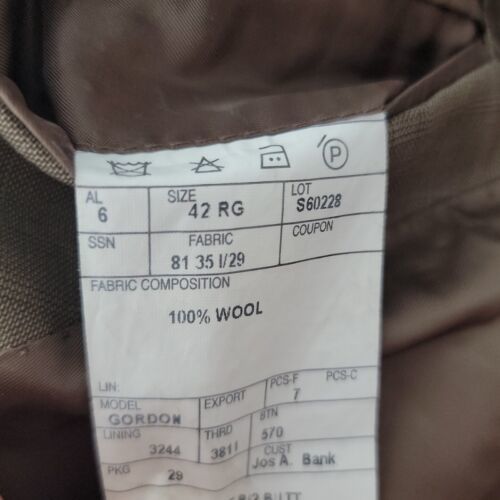 P
AL SIZE LOT
6 42 RG S60228
SSN FABRIC COUPON
81 35 I/29
FABRIC COMPOSITION
100% WOOL
LIN: EXPORT PCS-F PCS-C
7
MODEL BTN
GORDON THRD 570
LINING 3811 CUST
3244 Jos A. Bank
PKG 29